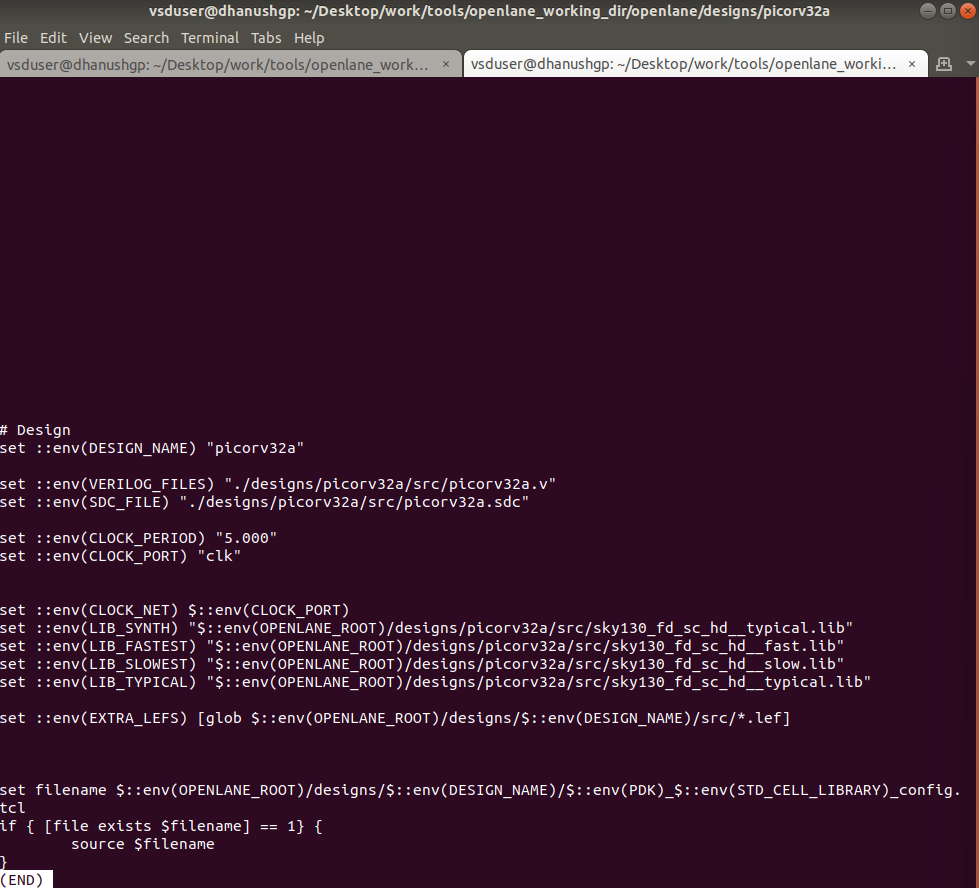 vsduser@dhanushgp: ~/Desktop/work/tools/openlane_working_dir/openlane/designs/picorv32a
File Edit View Search Terminal Tabs Help
vsduser@dhanushgp: ~/Desktop/work/tools/openlane_work... × vsduser@dhanushgp: ~/Desktop/work/tools/openlane_worki... ×
# Design
set ::env(DESIGN_NAME) "picorv32a"
set ::env(VERILOG_FILES) "./designs/picorv32a/src/picorv32a.v"
set ::env(SDC_FILE) "./designs/picorv32a/src/picorv32a.sdc"
set ::env(CLOCK_PERIOD) "5.000"
set ::env(CLOCK_PORT) "clk"
set ::env(CLOCK_NET) $::env(CLOCK_PORT)
set ::env(LIB_SYNTH) "$::env(OPENLANE_ROOT)/designs/picorv32a/src/sky130_fd_sc_hd__typical.lib"
set ::env(LIB_FASTEST) "$::env(OPENLANE_ROOT)/designs/picorv32a/src/sky130_fd_sc_hd__fast.lib"
set ::env(LIB_SLOWEST) "$::env(OPENLANE_ROOT)/designs/picorv32a/src/sky130_fd_sc_hd__slow.lib"
set ::env(LIB_TYPICAL) "$::env(OPENLANE_ROOT)/designs/picorv32a/src/sky130_fd_sc_hd__typical.lib"
set ::env(EXTRA_LEFS) [glob $::env(OPENLANE_ROOT)/designs/$::env(DESIGN_NAME)/src/*.lef]
set filename $::env(OPENLANE_ROOT)/designs/$::env(DESIGN_NAME)/$::env(PDK)_$::env(STD_CELL_LIBRARY)_config.
tcl
if { [file exists $filename] == 1} {
source $filename
}
(END)